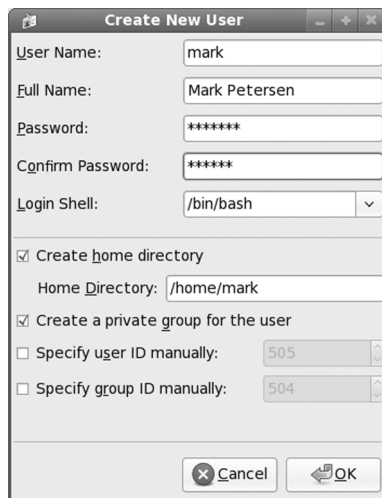 Create New User
User Name: mark
Full Name: Mark Petersen
Password: *******
Confirm Password: ******
Login Shell: /bin/bash
Create home directory
Home Directory: /home/mark
Create a private group for the user
Specify user ID manually: 505
Specify group ID manually: 504
Cancel OK